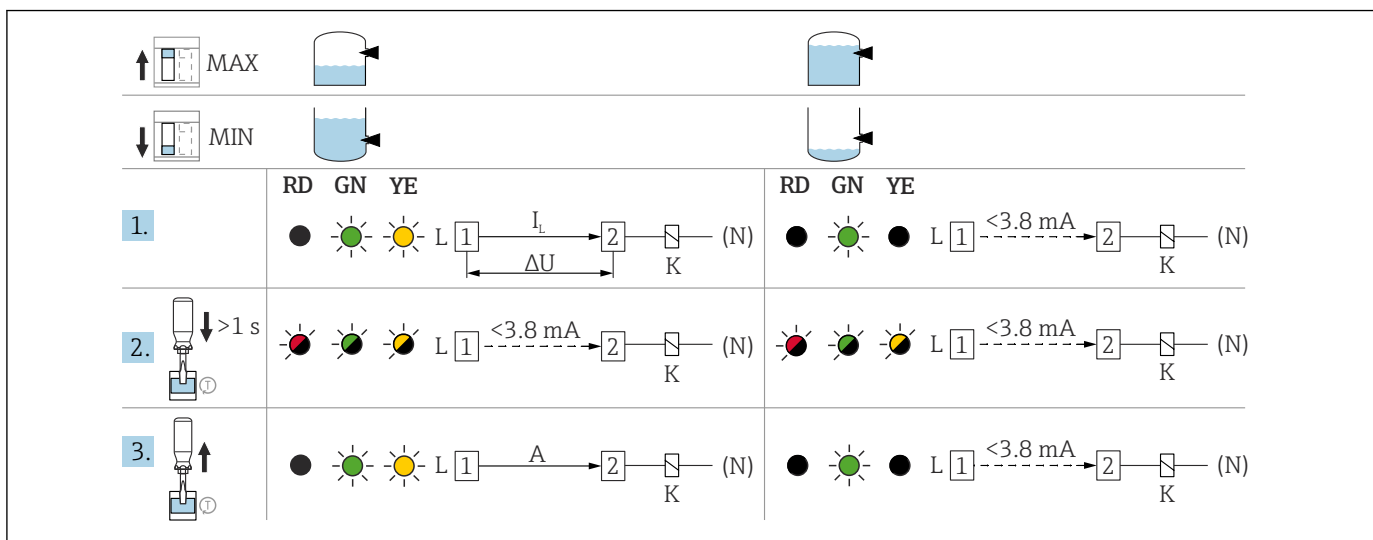 MAX
MIN
RD GN YE RD GN YE
1. L 1 I_L 2 (N) L 1 <3.8 mA 2 (N)
ΔU K K
2. >1 s L 1 <3.8 mA 2 (N) L 1 <3.8 mA 2 (N)
T K K
3. L 1 A 2 (N) L 1 <3.8 mA 2 (N)
T K K